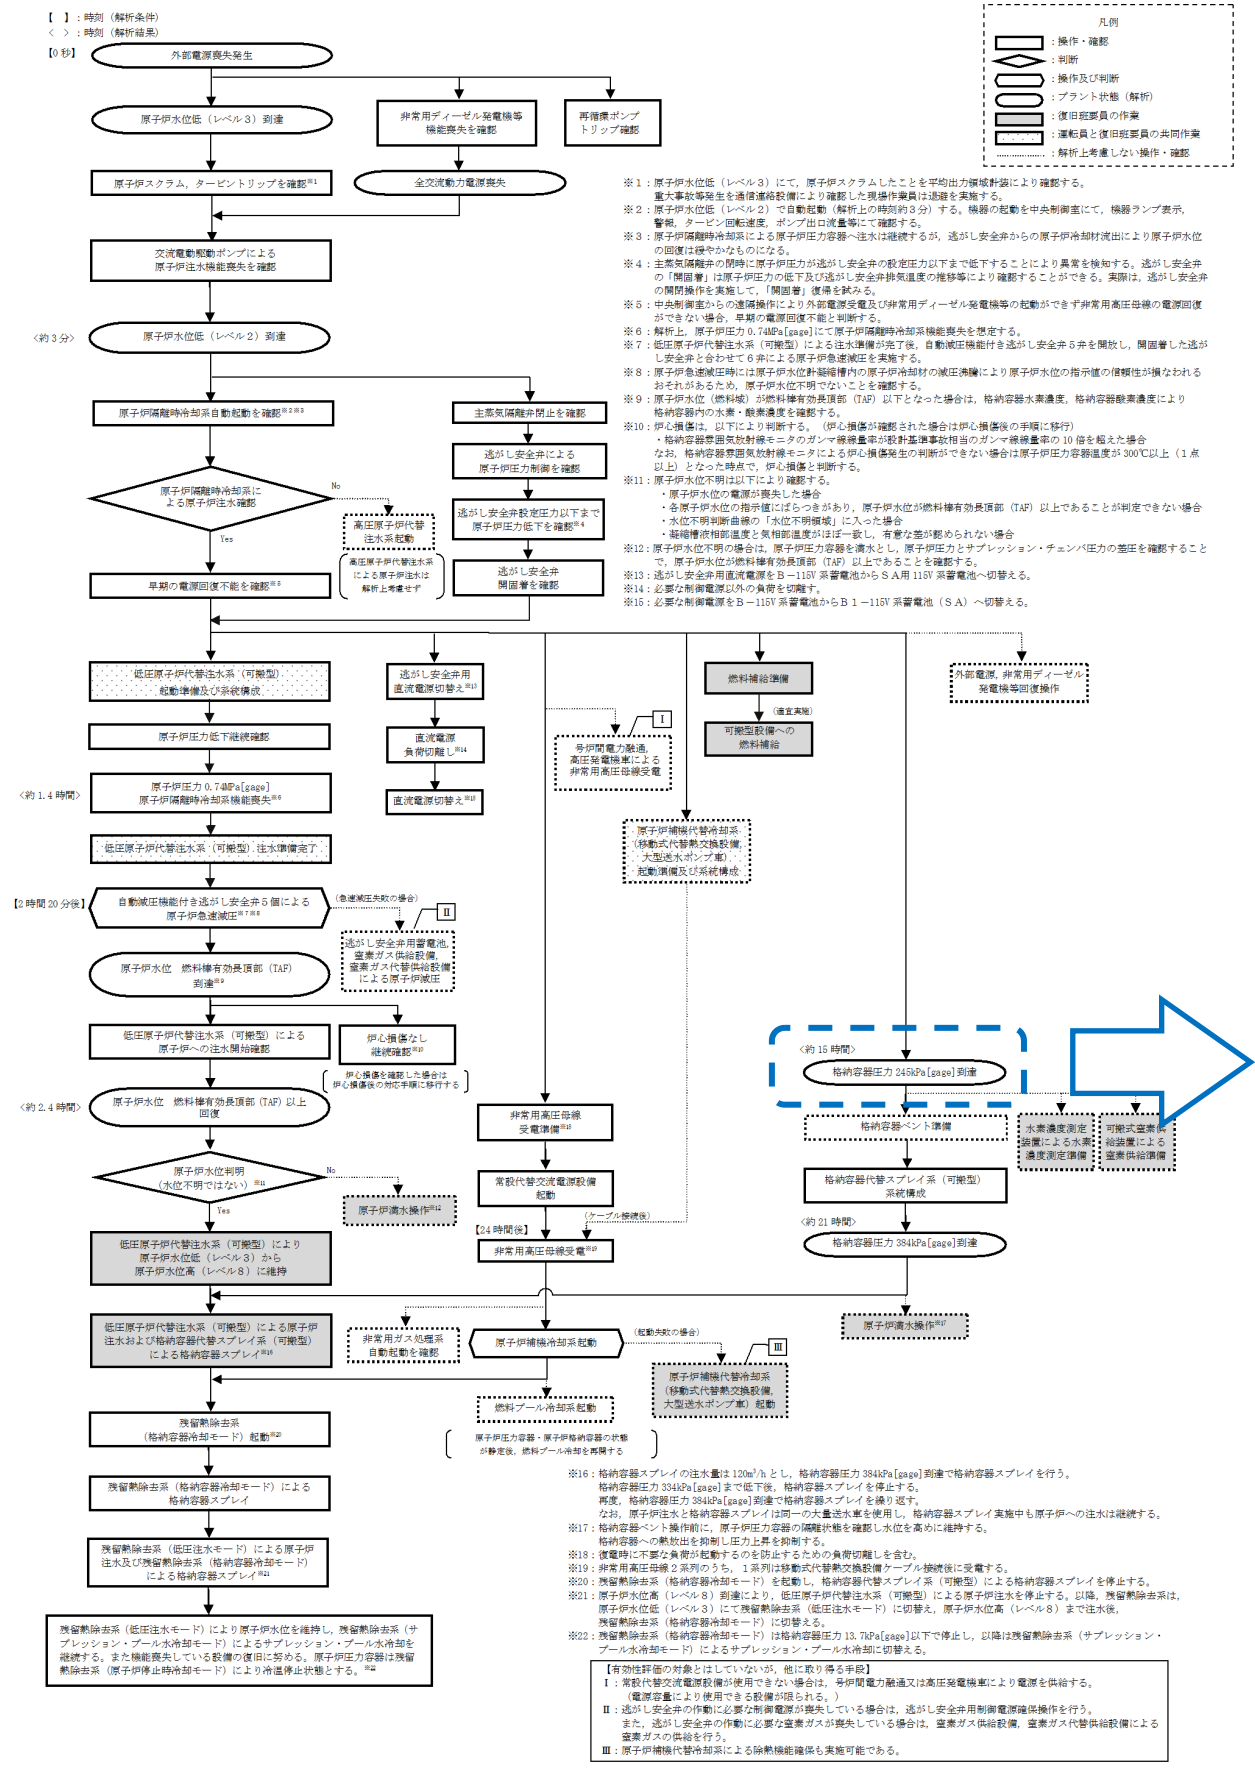 【　】：時刻（解析条件）
＜　＞：時刻（解析結果）
【0 秒】
外部電源喪失発生
凡例
：操作・確認
：判断
：操作及び判断
：プラント状態（解析）
：復旧班要員の作業
：運転員と復旧班要員の共同作業
：解析上考慮しない操作・確認
原子炉水位低（レベル３）到達
非常用ディーゼル発電機等
機能喪失を確認
再循環ポンプ
トリップ確認
原子炉スクラム，タービントリップを確認※1
全交流動力電源喪失
交流電動駆動ポンプによる
原子炉注水機能喪失を確認
＜約３分＞
原子炉水位低（レベル２）到達
原子炉隔離時冷却系自動起動を確認※2※3
主蒸気隔離弁閉止を確認
逃がし安全弁による
原子炉圧力制御を確認
原子炉隔離時冷却系に
よる原子炉注水確認
No
Yes
高圧原子炉代替
注水系起動
高圧原子炉代替注水系
による原子炉注水は
解析上考慮せず
逃がし安全弁設定圧力以下まで
原子炉圧力低下を確認※4
逃がし安全弁
開固着を確認
早期の電源回復不能を確認※5
※１：原子炉水位低（レベル３）にて，原子炉スクラムしたことを平均出力領域計装により確認する。
重大事故等発生を通信連絡設備により確認した現場作業員は退避を実施する。
※２：原子炉水位低（レベル２）で自動起動（解析上の時刻約３分）する。機器の起動を中央制御室にて，機器ランプ表示，
警報，タービン回転速度，ポンプ出口流量等にて確認する。
※３：原子炉隔離時冷却系による原子炉圧力容器へ注水は継続するが，逃がし安全弁からの原子炉冷却材流出により原子炉水位
の回復は緩やかなものになる。
※４：主蒸気隔離弁の閉時に原子炉圧力が逃がし安全弁の設定圧力以下まで低下することにより異常を検知する。逃がし安全弁
の「開固着」は原子炉圧力の低下及び逃がし安全弁排気温度の推移等により確認することができる。実際は，逃がし安全弁
の開閉操作を実施して，「開固着」復帰を試みる。
※５：中央制御室からの遠隔操作により外部電源受電及び非常用ディーゼル発電機等の起動ができず非常用高圧母線の電源回復
ができない場合，早期の電源回復不能と判断する。
※６：解析上，原子炉圧力 0.74MPa[gage]にて原子炉隔離時冷却系機能喪失を想定する。
※７：低圧原子炉代替注水系（可搬型）による注水準備が完了後，自動減圧機能付き逃がし安全弁５弁を開放し，開固着した逃が
し安全弁と合わせて６弁による原子炉急速減圧を実施する。
※８：原子炉急速減圧時には原子炉水位計凝縮槽内の原子炉冷却材の減圧沸騰により原子炉水位の指示値の信頼性が損なわれる
おそれがあるため，原子炉水位不明でないことを確認する。
※９：原子炉水位（燃料域）が燃料棒有効長頂部（TAF）以下となった場合は，格納容器水素濃度，格納容器酸素濃度により
格納容器内の水素・酸素濃度を確認する。
※10：炉心損傷は，以下により判断する。（炉心損傷が確認された場合は炉心損傷後の手順に移行）
・格納容器雰囲気放射線モニタのガンマ線線量率が設計基準事故相当のガンマ線線量率の 10 倍を超えた場合
なお，格納容器雰囲気放射線モニタによる炉心損傷発生の判断ができない場合は原子炉圧力容器温度が 300℃以上（１点
以上）となった時点で，炉心損傷と判断する。
※11：原子炉水位不明は以下により確認する。
・原子炉水位の電源が喪失した場合
・各原子炉水位の指示値にばらつきがあり，原子炉水位が燃料棒有効長頂部（TAF）以上であることが判定できない場合
・水位不明判断曲線の「水位不明領域」に入った場合
・凝縮槽液相部温度と気相部温度がほぼ一致し，有意な差が認められない場合
※12：原子炉水位不明の場合は，原子炉圧力容器を満水とし，原子炉圧力とサプレッション・チェンバ圧力の差圧を確認すること
で，原子炉水位が燃料棒有効長頂部（TAF）以上であることを確認する。
※13：逃がし安全弁用直流電源をＢ－115V 系蓄電池からＳＡ用 115V 系蓄電池へ切替える。
※14：必要な制御電源以外の負荷を切離す。
※15：必要な制御電源をＢ－115V 系蓄電池からＢ１－115V 系蓄電池（ＳＡ）へ切替える。
低圧原子炉代替注水系（可搬型）
起動準備及び系統構成
逃がし安全弁用
直流電源切替え※13
燃料補給準備
外部電源，非常用ディーゼル
発電機等回復操作
（適宜実施）
原子炉圧力低下継続確認
直流電源
負荷切離し※14
Ⅰ
号炉間電力融通，
高圧発電機車による
非常用高圧母線受電
可搬型設備への
燃料補給
＜約 1.4 時間＞
原子炉圧力 0.74MPa[gage]
原子炉隔離時冷却系機能喪失※6
直流電源切替え※15
低圧原子炉代替注水系（可搬型）注水準備完了
原子炉補機代替冷却系
（移動式代替熱交換設備，
大型送水ポンプ車）
起動準備及び系統構成
【2 時間 20 分後】
自動減圧機能付き逃がし安全弁５個による
原子炉急速減圧※7※8
（急速減圧失敗の場合）
Ⅱ
逃がし安全弁用蓄電池，
窒素ガス供給設備，
窒素ガス代替供給設備
による原子炉減圧
原子炉水位　燃料棒有効長頂部（TAF）
到達※9
低圧原子炉代替注水系（可搬型）による
原子炉への注水開始確認
炉心損傷なし
継続確認※10
炉心損傷を確認した場合は
炉心損傷後の対応手順に移行する
＜約 15 時間＞
格納容器圧力 245kPa[gage]到達
＜約 2.4 時間＞
原子炉水位　燃料棒有効長頂部（TAF）以上
回復
非常用高圧母線
受電準備※18
格納容器ベント準備
水素濃度測定
装置による水素
濃度測定準備
可搬式窒素供
給装置による
窒素供給準備
原子炉水位判明
（水位不明ではない）※11
No
Yes
原子炉満水操作※12
常設代替交流電源設備
起動
格納容器代替スプレイ系（可搬型）
系統構成
（ケーブル接続後）
＜約 21 時間＞
【24 時間後】
格納容器圧力 384kPa[gage]到達
低圧原子炉代替注水系（可搬型）により
原子炉水位低（レベル３）から
原子炉水位高（レベル８）に維持
非常用高圧母線受電※19
低圧原子炉代替注水系（可搬型）による原子炉
注水および格納容器代替スプレイ系（可搬型）
による格納容器スプレイ※16
非常用ガス処理系
自動起動を確認
原子炉補機冷却系起動
（起動失敗の場合）
原子炉満水操作※17
Ⅲ
原子炉補機代替冷却系
（移動式代替熱交換設備，
大型送水ポンプ車）起動
燃料プール冷却系起動
原子炉圧力容器・原子炉格納容器の状態
が静定後，燃料プール冷却を再開する
残留熱除去系
（格納容器冷却モード）起動※20
残留熱除去系（格納容器冷却モード）による
格納容器スプレイ
残留熱除去系（低圧注水モード）による原子炉
注水及び残留熱除去系（格納容器冷却モード）
による格納容器スプレイ※21
残留熱除去系（低圧注水モード）により原子炉水位を維持し，残留熱除去系（サ
プレッション・プール水冷却モード）によるサプレッション・プール水冷却を
継続する。また機能喪失している設備の復旧に努める。原子炉圧力容器は残留
熱除去系（原子炉停止時冷却モード）により冷温停止状態とする。※22
※16：格納容器スプレイの注水量は 120m³/h とし，格納容器圧力 384kPa[gage]到達で格納容器スプレイを行う。
格納容器圧力 334kPa[gage]まで低下後，格納容器スプレイを停止する。
再度，格納容器圧力 384kPa[gage]到達で格納容器スプレイを繰り返す。
なお，原子炉注水と格納容器スプレイは同一の大量送水車を使用し，格納容器スプレイ実施中も原子炉への注水は継続する。
※17：格納容器ベント操作前に，原子炉圧力容器の隔離状態を確認し水位を高めに維持する。
格納容器への熱放出を抑制し圧力上昇を抑制する。
※18：復電時に不要な負荷が起動するのを防止するための負荷切離しを含む。
※19：非常用高圧母線２系列のうち，１系列は移動式代替熱交換設備ケーブル接続後に受電する。
※20：残留熱除去系（格納容器冷却モード）を起動し，格納容器代替スプレイ系（可搬型）による格納容器スプレイを停止する。
※21：原子炉水位高（レベル８）到達により，低圧原子炉代替注水系（可搬型）による原子炉注水を停止する。以降，残留熱除去系は，
原子炉水位低（レベル３）にて残留熱除去系（低圧注水モード）に切替え，原子炉水位高（レベル８）まで注水後，
残留熱除去系（格納容器冷却モード）に切替える。
※22：残留熱除去系（格納容器冷却モード）は格納容器圧力 13.7kPa[gage]以下で停止し，以降は残留熱除去系（サプレッション・
プール水冷却モード）によるサプレッション・プール水冷却に切替える。
【有効性評価の対象とはしていないが，他に取り得る手段】
Ⅰ：常設代替交流電源設備が使用できない場合は，号炉間電力融通又は高圧発電機車により電源を供給する。
（電源容量により使用できる設備が限られる。）
Ⅱ：逃がし安全弁の作動に必要な制御電源が喪失している場合は，逃がし安全弁用制御電源確保操作を行う。
また，逃がし安全弁の作動に必要な窒素ガスが喪失している場合は，窒素ガス供給設備，窒素ガス代替供給設備による
窒素ガスの供給を行う。
Ⅲ：原子炉補機代替冷却系による除熱機能確保も実施可能である。